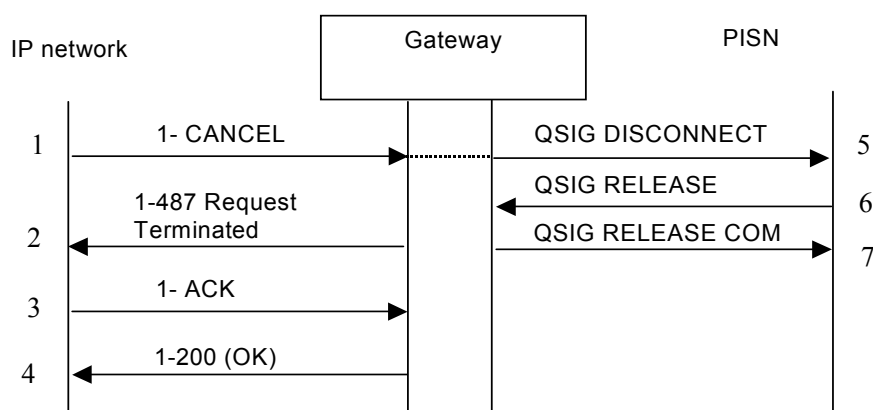 IP network
Gateway
PISN
1
1- CANCEL
QSIG DISCONNECT
5
QSIG RELEASE
6
1-487 Request
Terminated
2
QSIG RELEASE COM
7
1- ACK
3
1-200 (OK)
4